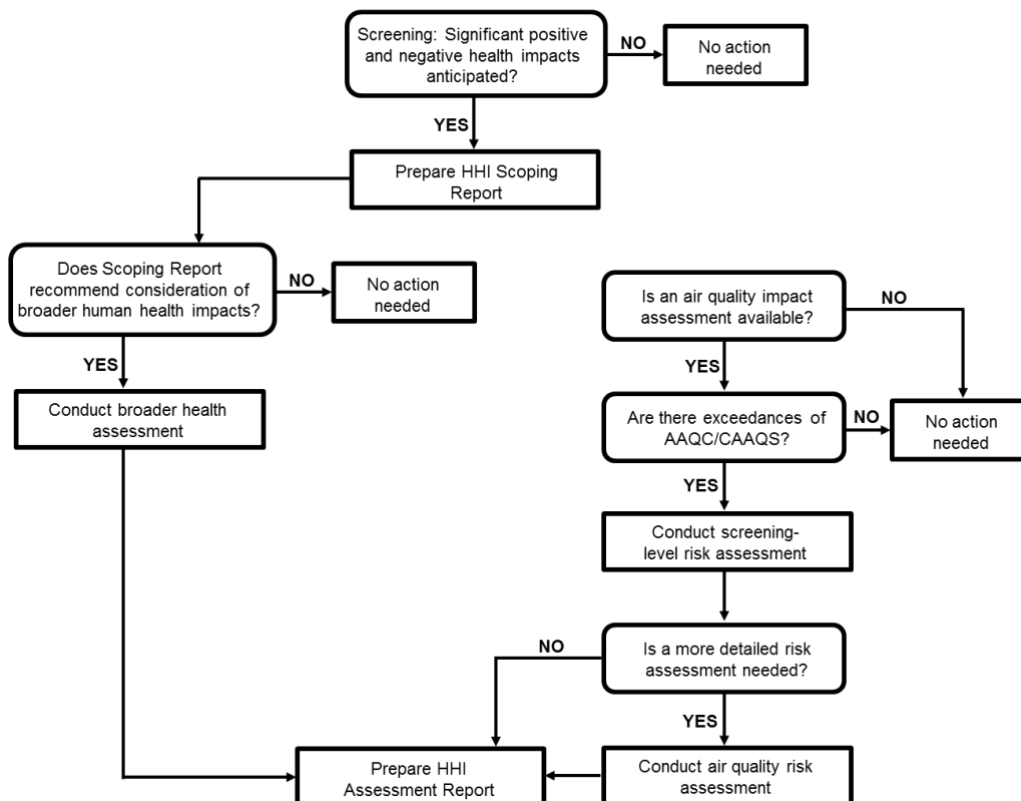 Screening: Significant positive
and negative health impacts
anticipated?
NO
No action
needed
YES
Prepare HHI Scoping
Report
Does Scoping Report
recommend consideration of
broader human health impacts?
NO
No action
needed
YES
Conduct broader health
assessment
Is an air quality impact
assessment available?
NO
YES
Are there exceedances of
AAQC/CAAQS?
NO
No action
needed
YES
Conduct screening-
level risk assessment
Is a more detailed risk
assessment needed?
NO
YES
Conduct air quality risk
assessment
Prepare HHI
Assessment Report